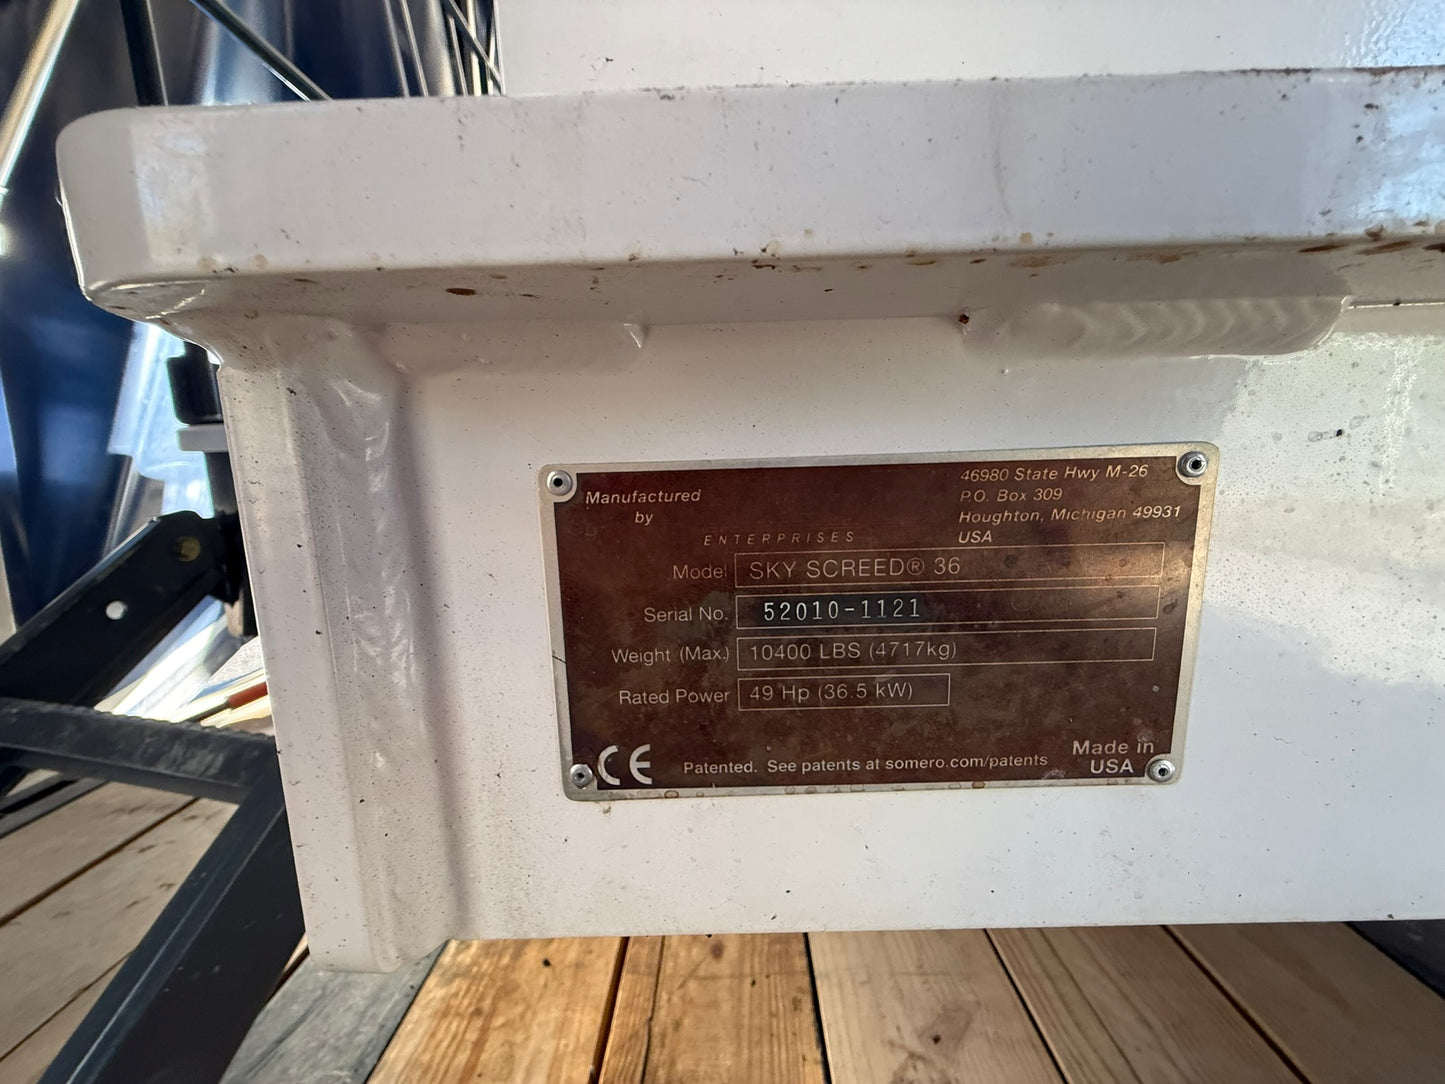 Manufactured
by
ENTERPRISES
46980 State Hwy M-26
P.O. Box 309
Houghton, Michigan 49931
USA
Model SKY SCREED® 36
Serial No. 52010-1121
Weight (Max.) 10400 LBS (4717kg)
Rated Power 49 Hp (36.5 kW)
CE
Patented. See patents at somero.com/patents
Made in
USA